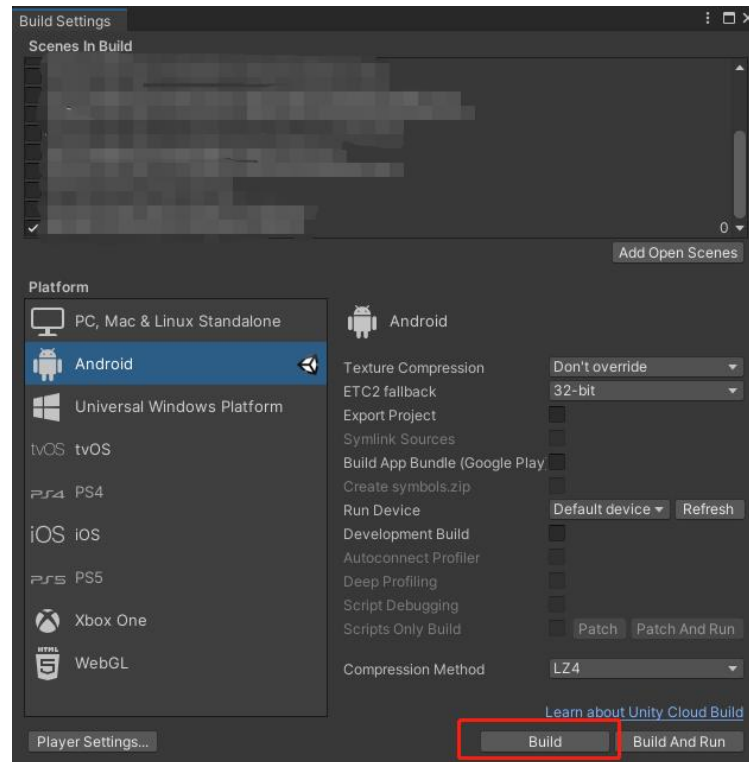 Build Settings
Scenes In Build
0
Add Open Scenes
Platform
PC, Mac & Linux Standalone
Android
Universal Windows Platform
tvOS tvOS
PS4 PS4
iOS iOS
PS5 PS5
Xbox One
HTML 5 WebGL
Android
Texture Compression Don't override
ETC2 fallback 32-bit
Export Project
Symlink Sources
Build App Bundle (Google Play
Create symbols.zip
Run Device Default device Refresh
Development Build
Autoconnect Profiler
Deep Profiling
Script Debugging
Scripts Only Build Patch Patch And Run
Compression Method LZ4
Learn about Unity Cloud Build
Player Settings... Build Build And Run